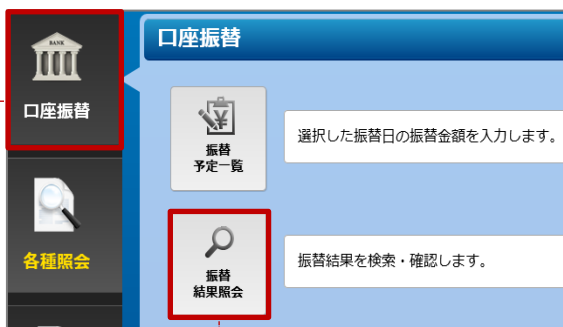 口座振替
BANK
口座振替
振替
予定一覧
選択した振替日の振替金額を入力します。
各種照会
振替
結果照会
振替結果を検索・確認します。